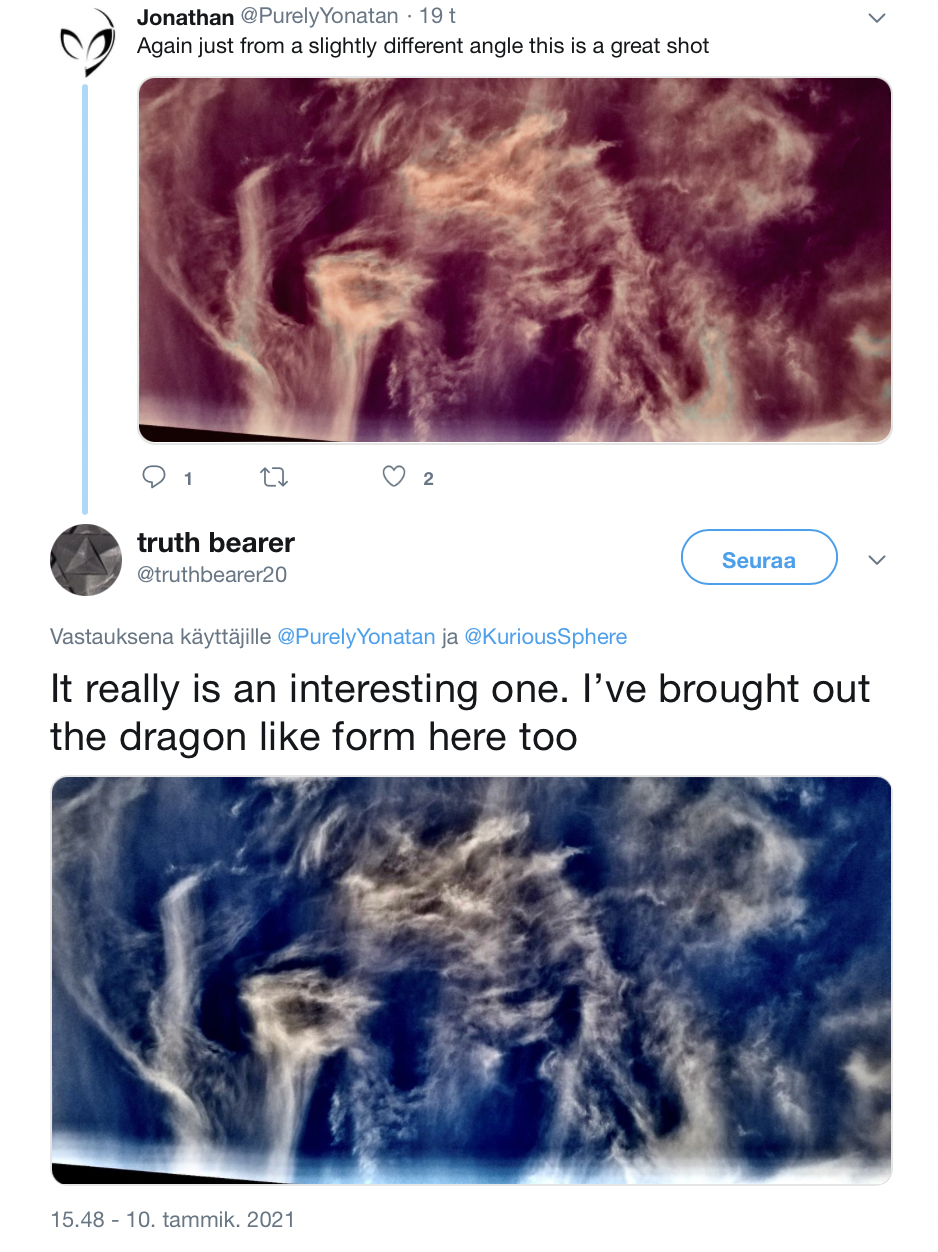 Jonathan @PurelyYonatan · 19 t
Again just from a slightly different angle this is a great shot
1 2
truth bearer
@truthbearer20
Seuraa
Vastauksena käyttäjille @PurelyYonatan ja @KuriousSphere
It really is an interesting one. I’ve brought out
the dragon like form here too
15.48 - 10. tammik. 2021